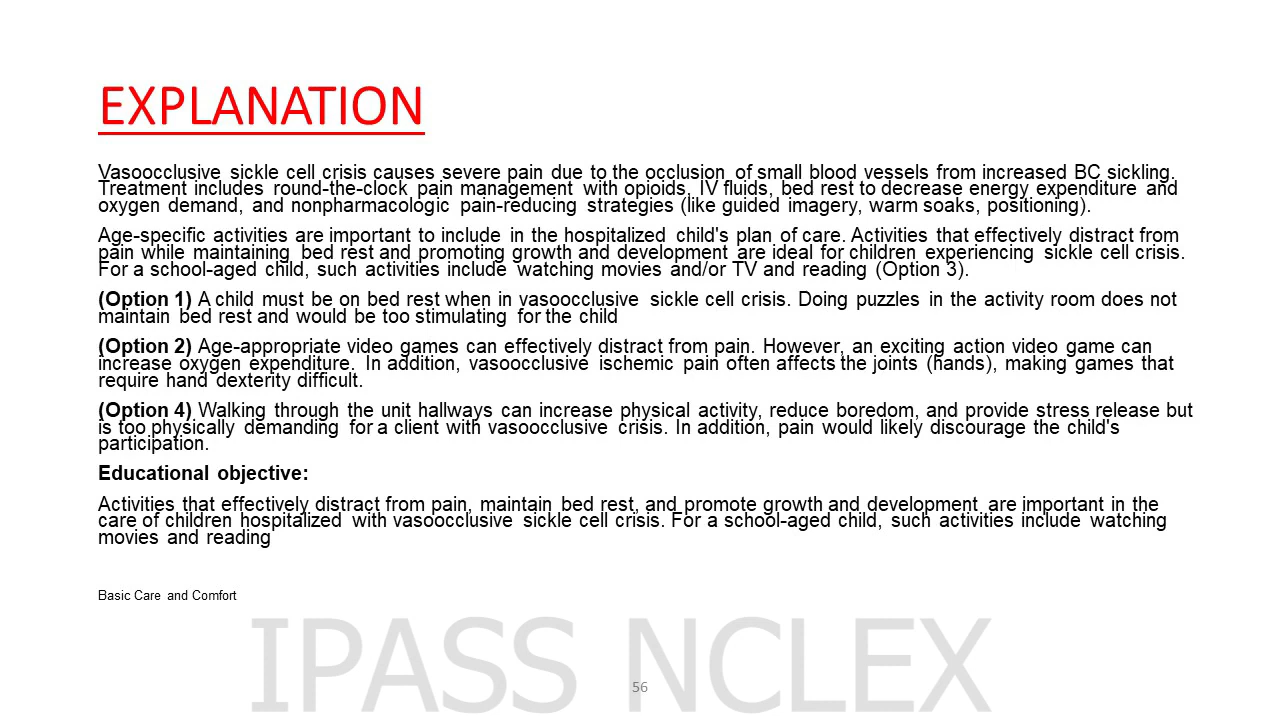 EXPLANATION
Vasoocclusive sickle cell crisis causes severe pain due to the occlusion of small blood vessels from increased BC sickling.
Treatment includes round-the-clock pain management with opioids, IV fluids, bed rest to decrease energy expenditure and
oxygen demand, and nonpharmacologic pain-reducing strategies (like guided imagery, warm soaks, positioning).
Age-specific activities are important to include in the hospitalized child's plan of care. Activities that effectively distract from
pain while maintaining bed rest and promoting growth and development are ideal for children experiencing sickle cell crisis.
For a school-aged child, such activities include watching movies and/or TV and reading (Option 3).
(Option 1) A child must be on bed rest when in vasoocclusive sickle cell crisis. Doing puzzles in the activity room does not
maintain bed rest and would be too stimulating for the child
(Option 2) Age-appropriate video games can effectively distract from pain. However, an exciting action video game can
increase oxygen expenditure. In addition, vasoocclusive ischemic pain often affects the joints (hands), making games that
require hand dexterity difficult.
(Option 4) Walking through the unit hallways can increase physical activity, reduce boredom, and provide stress release but
is too physically demanding for a client with vasoocclusive crisis. In addition, pain would likely discourage the child's
participation.
Educational objective:
Activities that effectively distract from pain, maintain bed rest, and promote growth and development are important in the
care of children hospitalized with vasoocclusive sickle cell crisis. For a school-aged child, such activities include watching
movies and reading
Basic Care and Comfort
IPASS NCLEX
56